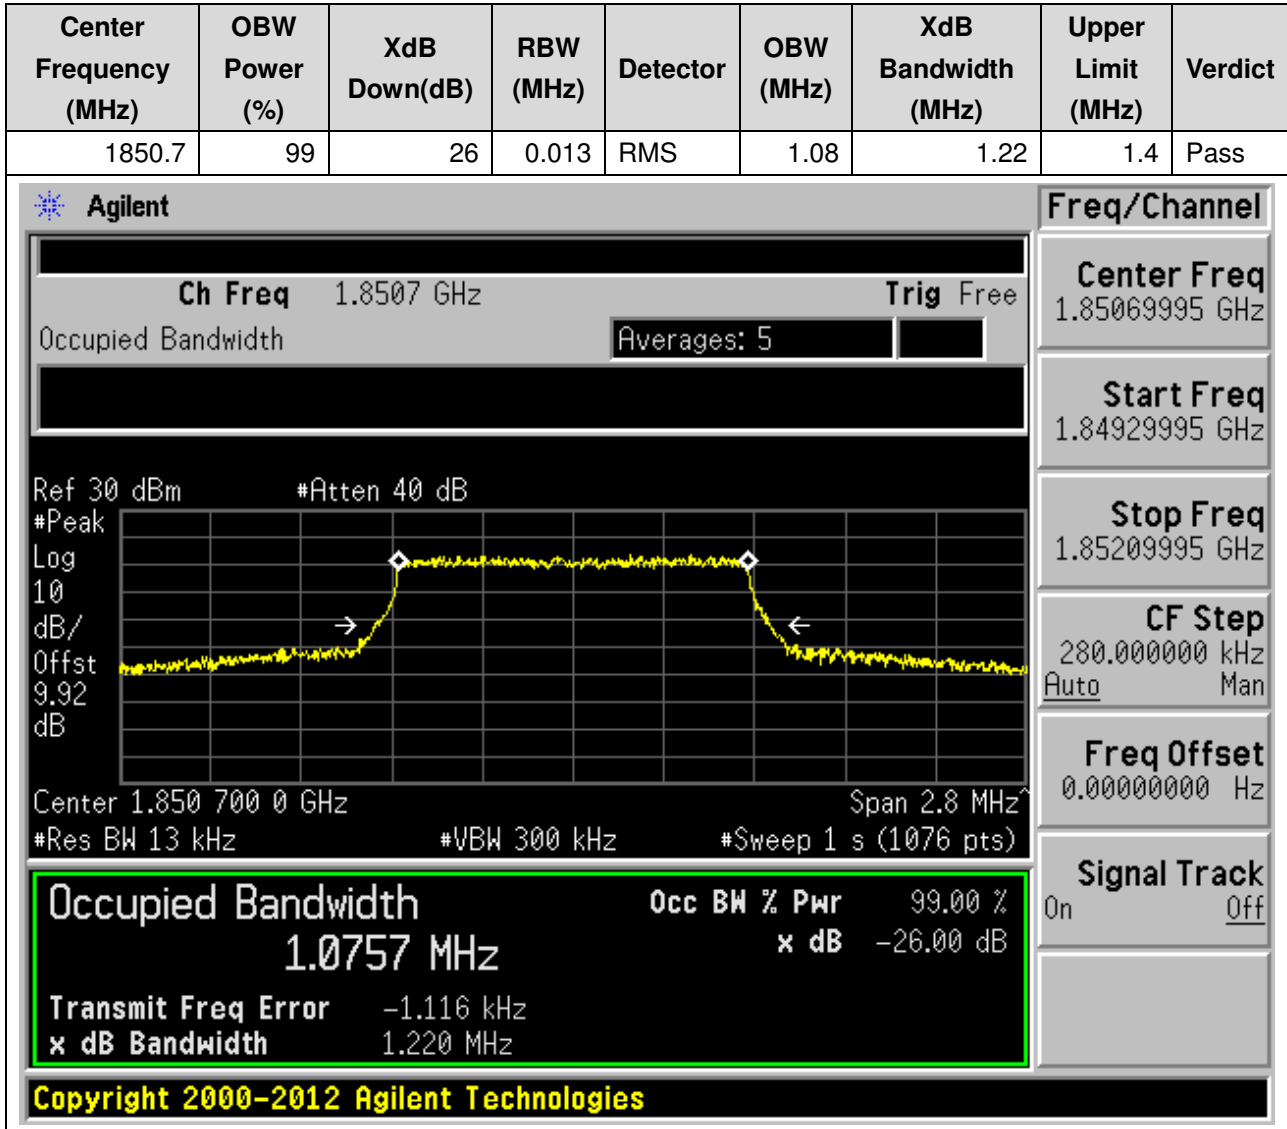 Center Frequency (MHz) OBW Power (%) XdB Down(dB) RBW (MHz) Detector OBW (MHz) XdB Bandwidth (MHz) Upper Limit (MHz) Verdict
1850.7 99 26 0.013 RMS 1.08 1.22 1.4 Pass
Agilent Freq/Channel
Ch Freq 1.8507 GHz Trig Free
Occupied Bandwidth Averages: 5
Center Freq
1.85069995 GHz
Start Freq
1.84929995 GHz
Stop Freq
1.85209995 GHz
CF Step
280.000000 kHz
Auto Man
Freq Offset
0.00000000 Hz
Signal Track
On Off
Ref 30 dBm #Atten 40 dB
#Peak
Log
10
dB/
Offst
9.92
dB
Center 1.850 700 0 GHz Span 2.8 MHz^
#Res BW 13 kHz #VBW 300 kHz #Sweep 1 s (1076 pts)
Occupied Bandwidth Occ BW % Pwr 99.00 %
1.0757 MHz x dB -26.00 dB
Transmit Freq Error -1.116 kHz
x dB Bandwidth 1.220 MHz
Copyright 2000-2012 Agilent Technologies